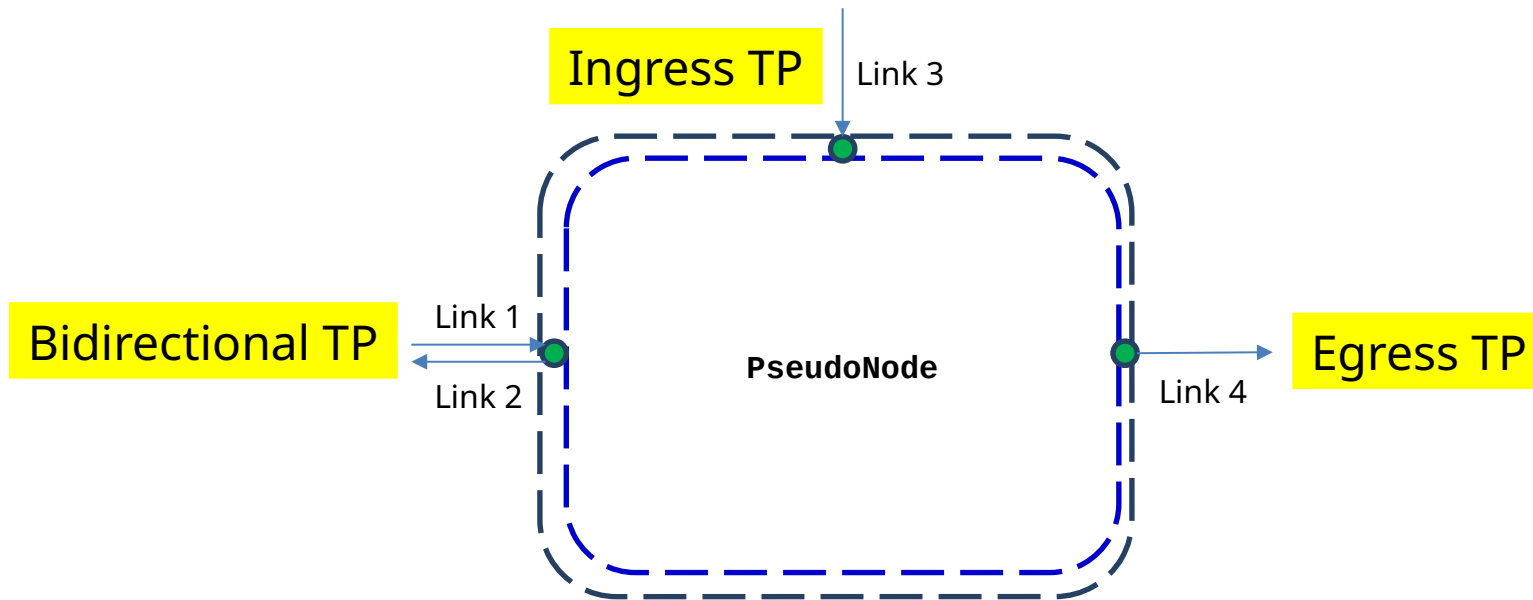 Ingress TP
Link 3
Link 1
Bidirectional TP
Link 2
PseudoNode
Egress TP
Link 4